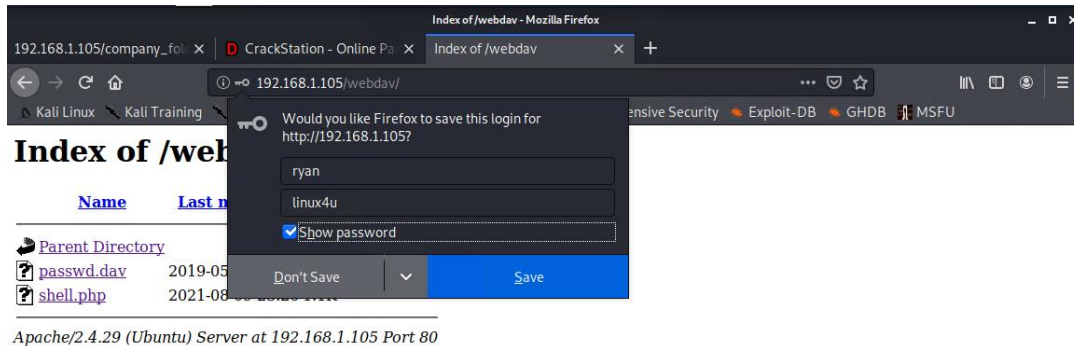 Index of /webdav - Mozilla Firefox
192.168.1.105/company_fol
CrackStation - Online Pa
Index of /webdav
192.168.1.105/webdav/
Kali Linux Kali Training ensive Security Exploit-DB GHDB MSFU
Would you like Firefox to save this login for
http://192.168.1.105?
ryan
linux4u
Show password
Don't Save Save
Index of /web
Name Last m
Parent Directory
passwd.dav 2019-05
shell.php 2021-08
Apache/2.4.29 (Ubuntu) Server at 192.168.1.105 Port 80